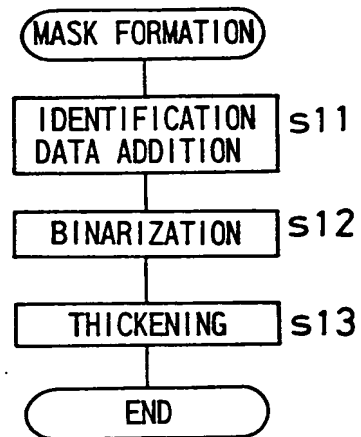 MASK FORMATION
IDENTIFICATION
DATA ADDITION
s11
BINARIZATION
s12
THICKENING
s13
END